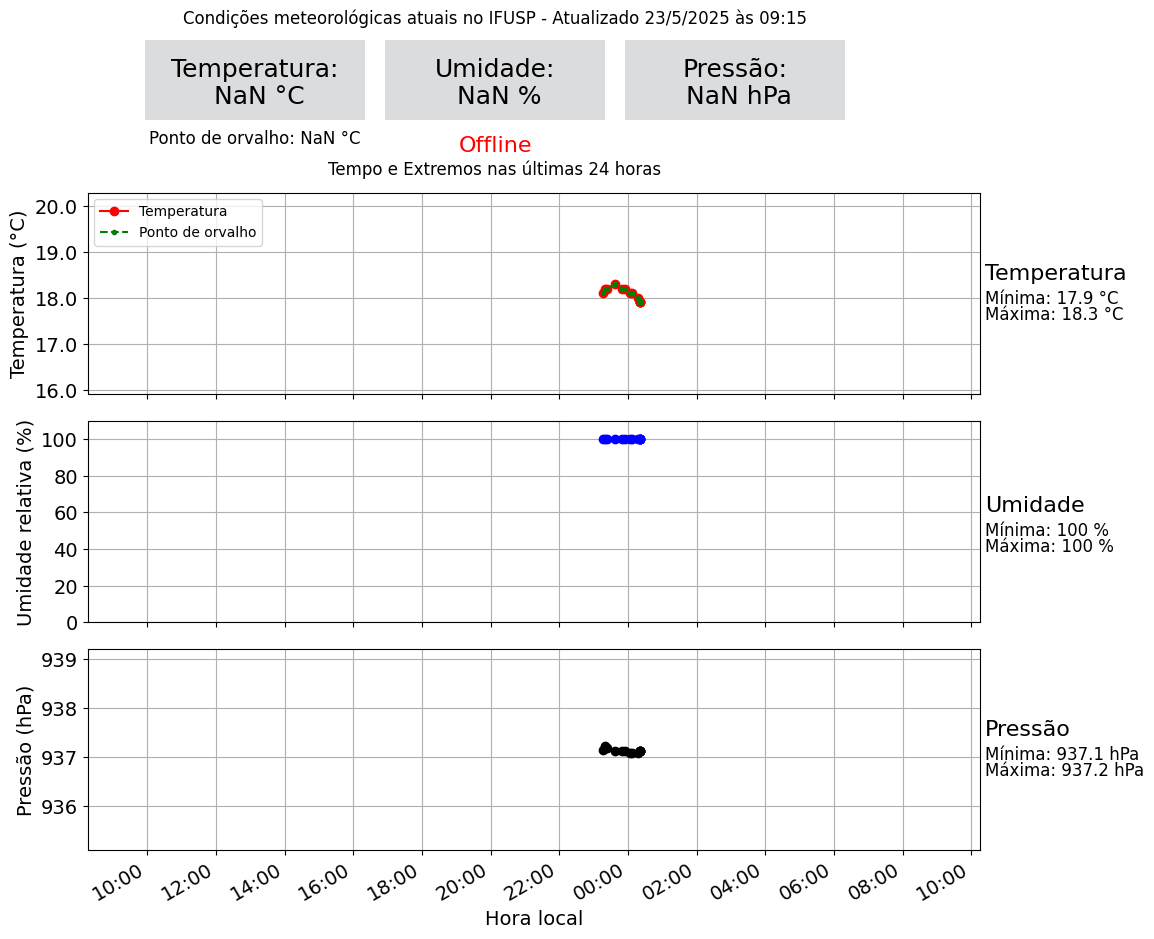 Condições meteorológicas atuais no IFUSP - Atualizado 23/5/2025 às 09:15
Temperatura:
NaN °C
Umidade:
NaN %
Pressão:
NaN hPa
Ponto de orvalho: NaN °C
Offline
Tempo e Extremos nas últimas 24 horas
Temperatura (°C)
20.0
19.0
18.0
17.0
16.0
Temperatura
Ponto de orvalho
Temperatura
Mínima: 17.9 °C
Máxima: 18.3 °C
Umidade relativa (%)
100
80
60
40
20
0
Umidade
Mínima: 100 %
Máxima: 100 %
Pressão (hPa)
939
938
937
936
Pressão
Mínima: 937.1 hPa
Máxima: 937.2 hPa
10:00 12:00 14:00 16:00 18:00 20:00 22:00 00:00 02:00 04:00 06:00 08:00 10:00
Hora local